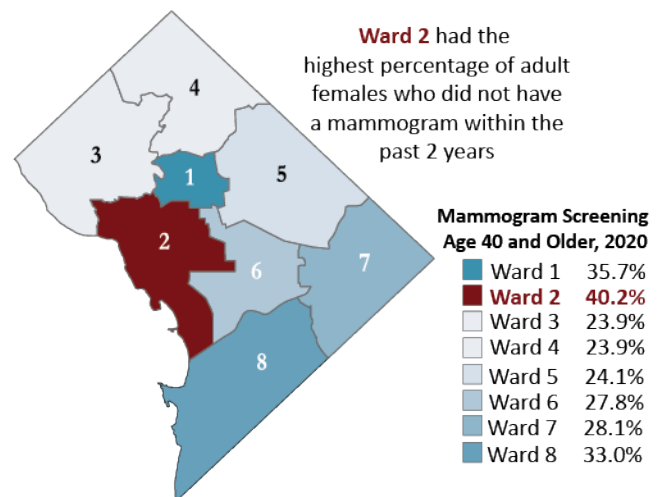 Ward 2 had the
highest percentage of adult
females who did not have
a mammogram within the
past 2 years
4
3
1
5
2
6
7
8
Mammogram Screening
Age 40 and Older, 2020
Ward 1 35.7%
Ward 2 40.2%
Ward 3 23.9%
Ward 4 23.9%
Ward 5 24.1%
Ward 6 27.8%
Ward 7 28.1%
Ward 8 33.0%